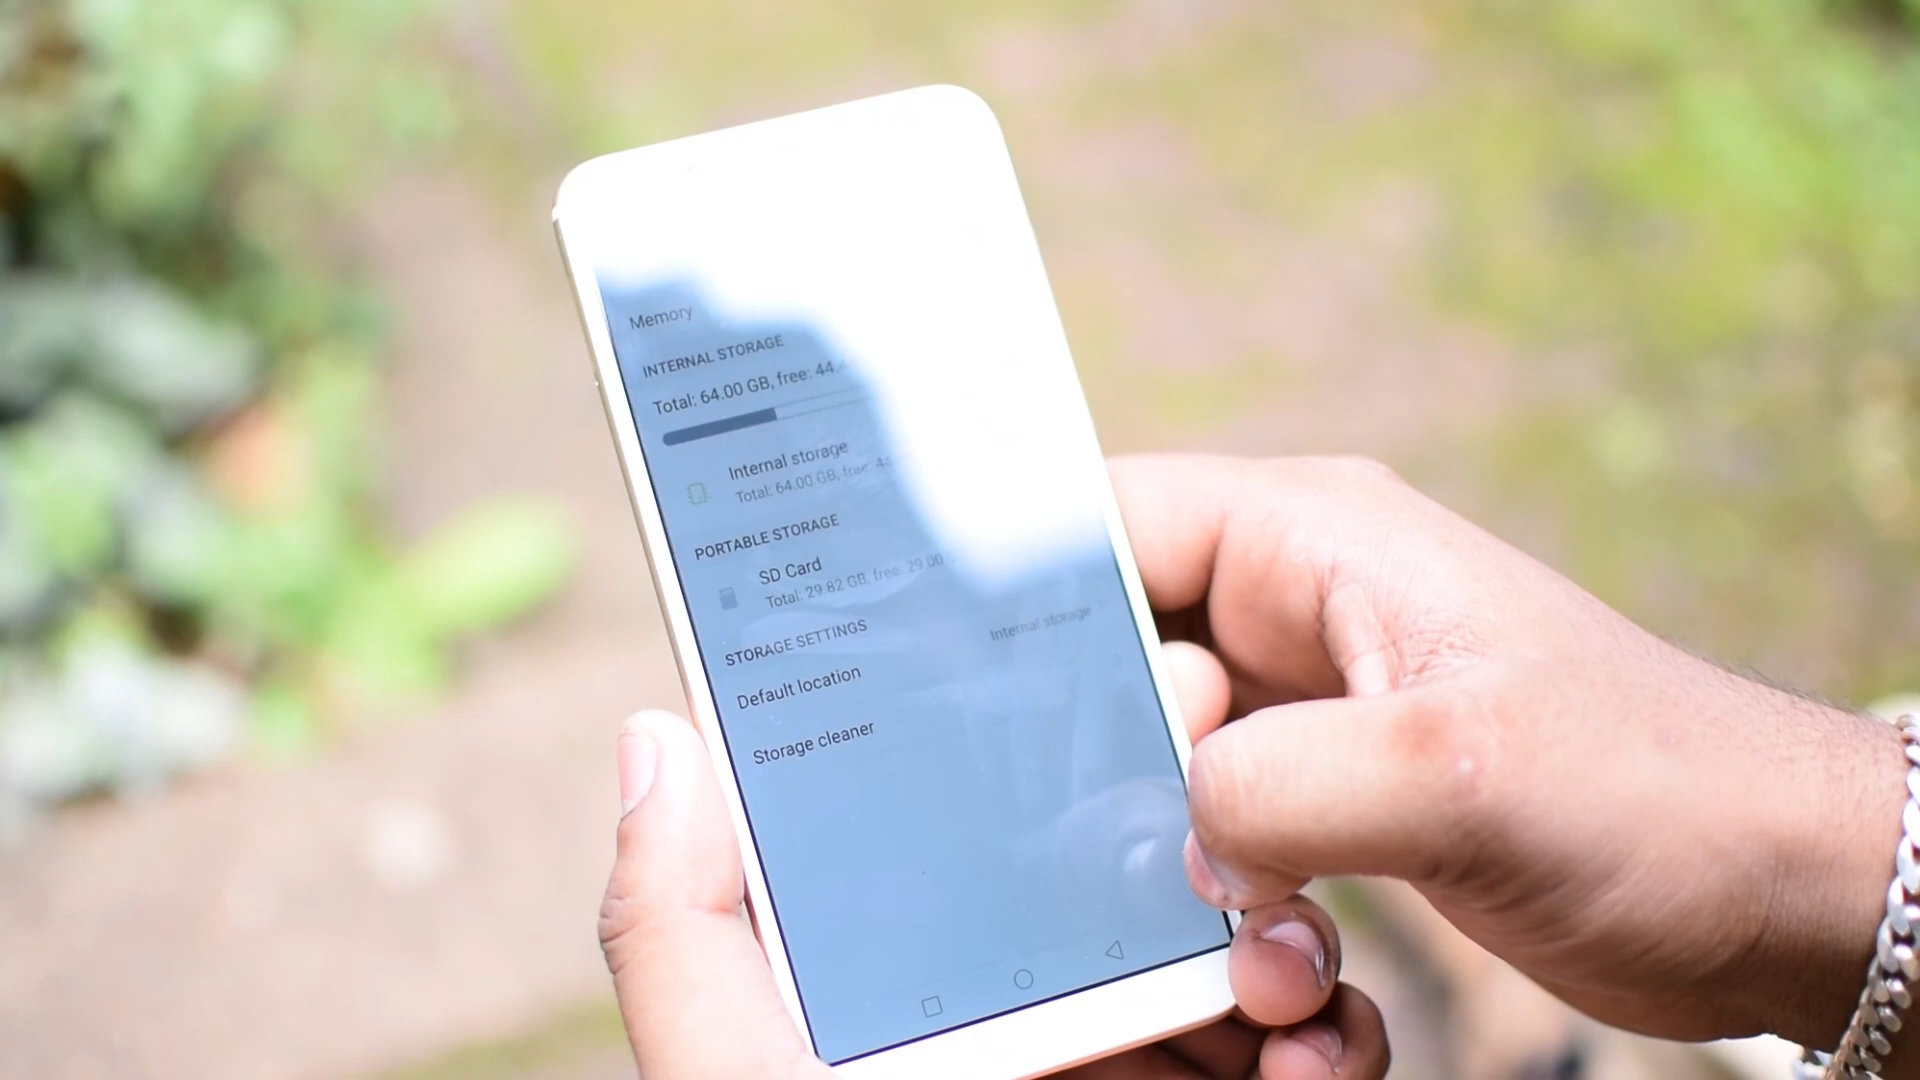 Memory
INTERNAL STORAGE
Total: 64.00 GB, free: 44.
Internal storage
Total: 64.00 GB, free: 44
PORTABLE STORAGE
SD Card
Total: 29.82 GB, free: 29.00
STORAGE SETTINGS
Default location Internal storage
Storage cleaner